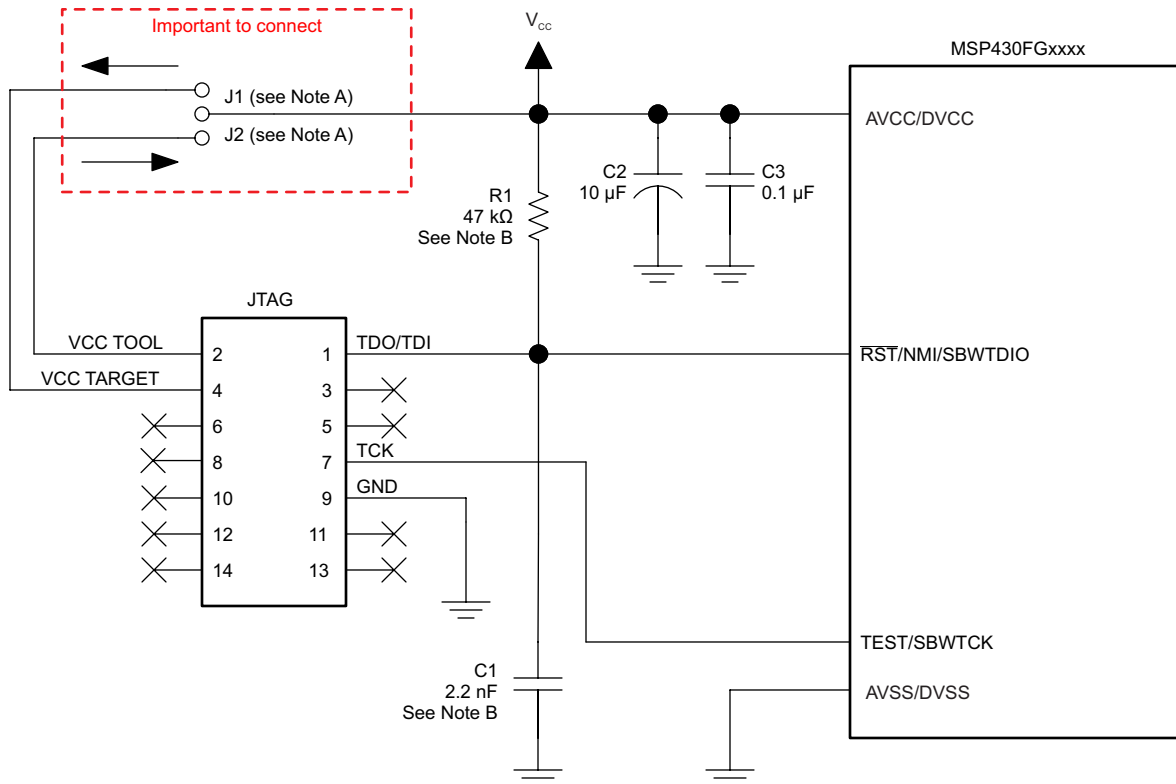 Important to connect
J1 (see Note A)
J2 (see Note A)
VCC
MSP430FGxxxx
AVCC/DVCC
C2
10 µF
C3
0.1 µF
R1
47 kΩ
See Note B
JTAG
VCC TOOL
2
1
TDO/TDI
RST/NMI/SBWTDIO
VCC TARGET
4
3
6
5
8
7
TCK
10
9
GND
12
11
14
13
TEST/SBWTCK
C1
2.2 nF
See Note B
AVSS/DVSS